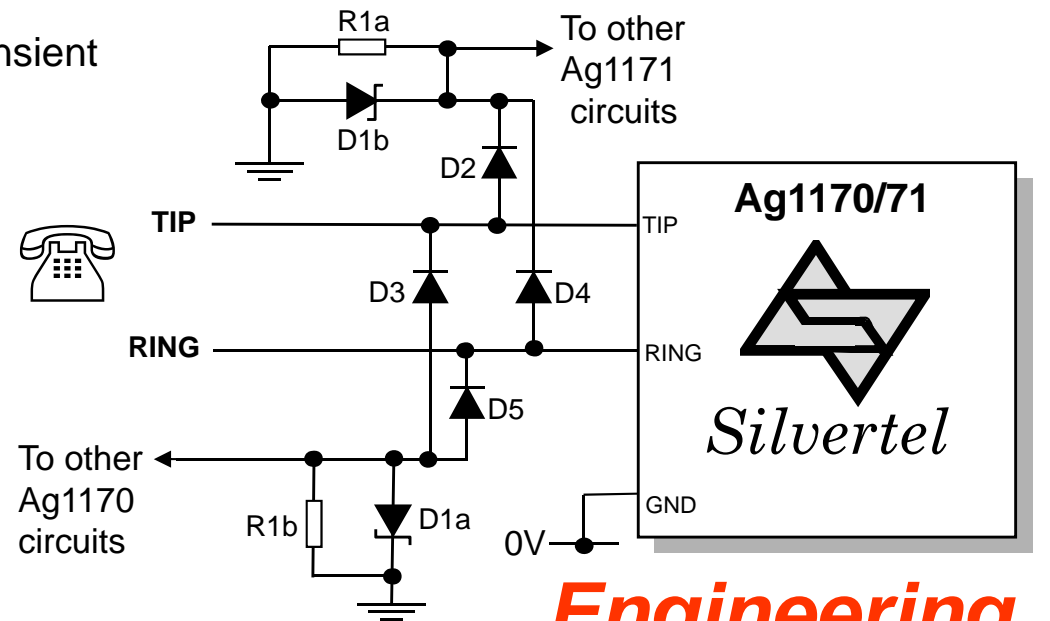 R1a
nsient
To other
Ag1171
circuits
D1b
D2
Ag1170/71
TIP
TIP
D3
D4
RING
RING
D5
Silvertel
To other
Ag1170
circuits
R1b
D1a
GND
0V
Engineering